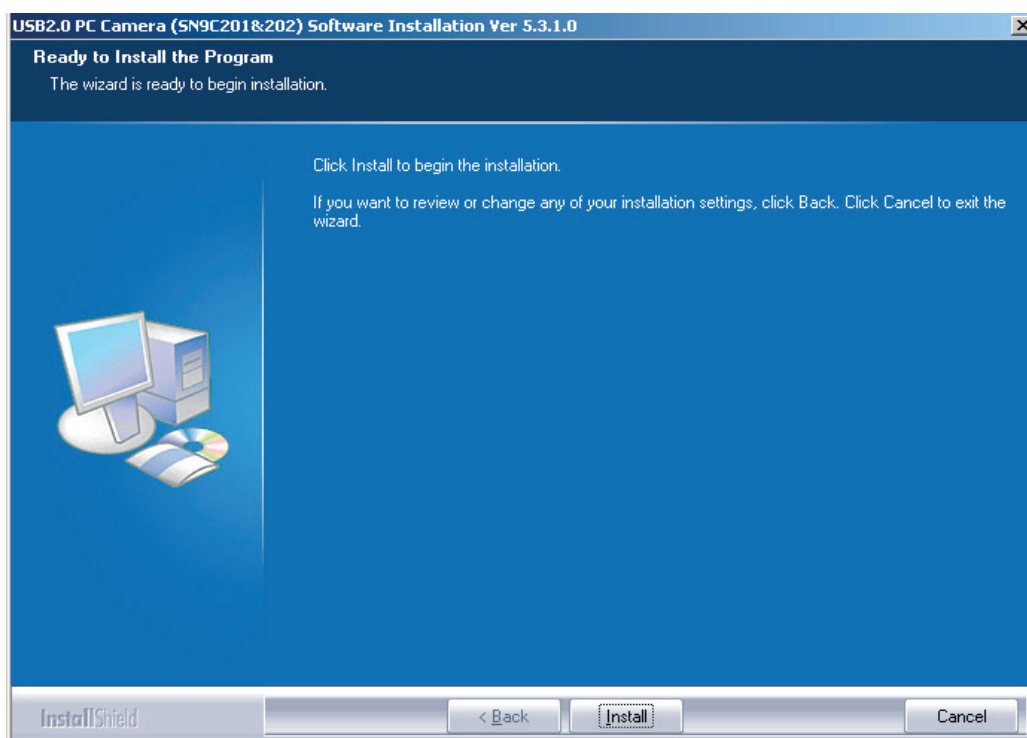 USB2.0 PC Camera (SN9C201&202) Software Installation Ver 5.3.1.0
Ready to Install the Program
The wizard is ready to begin installation.
Click Install to begin the installation.
If you want to review or change any of your installation settings, click Back. Click Cancel to exit the
wizard.
InstallShield
< Back
Install
Cancel